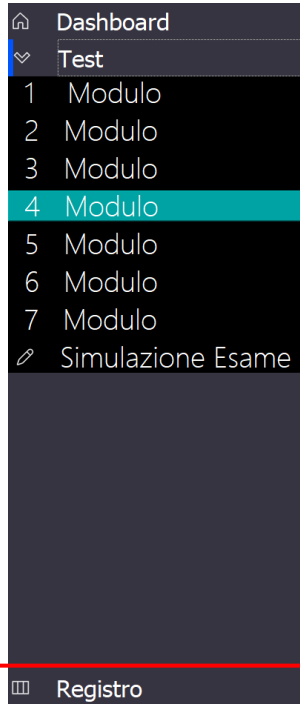 Dashboard
Test
1 Modulo
2 Modulo
3 Modulo
4 Modulo
5 Modulo
6 Modulo
7 Modulo
Simulazione Esame
Registro